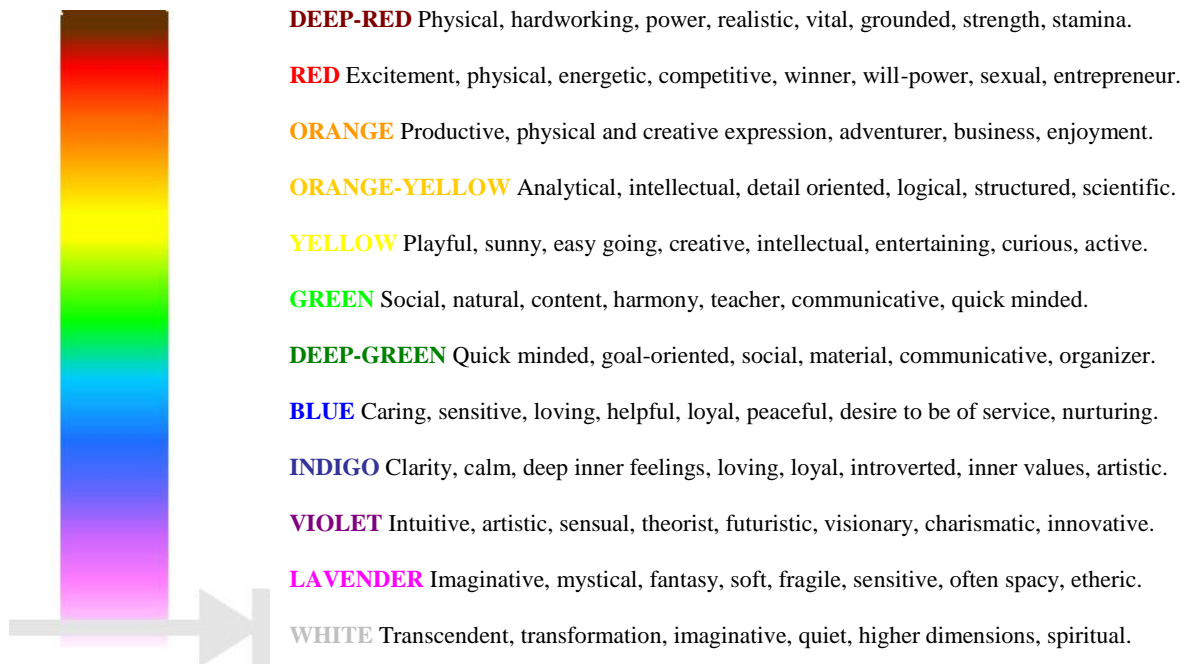 DEEP-RED Physical, hardworking, power, realistic, vital, grounded, strength, stamina.
RED Excitement, physical, energetic, competitive, winner, will-power, sexual, entrepreneur.
ORANGE Productive, physical and creative expression, adventurer, business, enjoyment.
ORANGE-YELLOW Analytical, intellectual, detail oriented, logical, structured, scientific.
YELLOW Playful, sunny, easy going, creative, intellectual, entertaining, curious, active.
GREEN Social, natural, content, harmony, teacher, communicative, quick minded.
DEEP-GREEN Quick minded, goal-oriented, social, material, communicative, organizer.
BLUE Caring, sensitive, loving, helpful, loyal, peaceful, desire to be of service, nurturing.
INDIGO Clarity, calm, deep inner feelings, loving, loyal, introverted, inner values, artistic.
VIOLET Intuitive, artistic, sensual, theorist, futuristic, visionary, charismatic, innovative.
LAVENDER Imaginative, mystical, fantasy, soft, fragile, sensitive, often spacy, etheric.
WHITE Transcendent, transformation, imaginative, quiet, higher dimensions, spiritual.